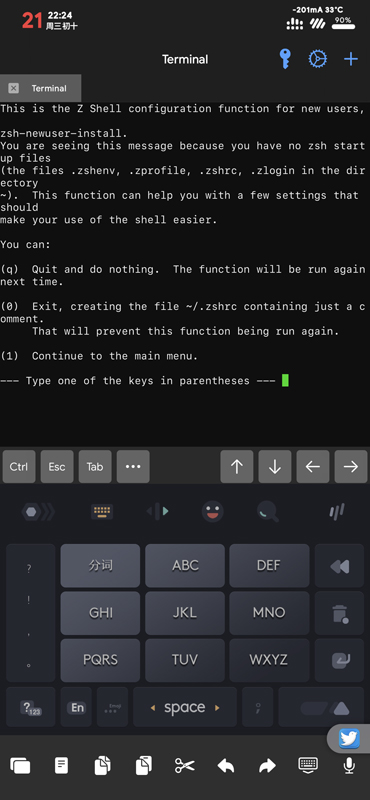 21
22:24
周三初十
-201mA 33°C
90%
Terminal
Terminal
This is the Z Shell configuration function for new users,
zsh-newuser-install.
You are seeing this message because you have no zsh start
up files
(the files .zshenv, .zprofile, .zshrc, .zlogin in the dir
ectory
~).  This function can help you with a few settings that
should
make your use of the shell easier.
You can:
(q)  Quit and do nothing.  The function will be run again
next time.
(0)  Exit, creating the file ~/.zshrc containing just a c
omment.
That will prevent this function being run again.
(1)  Continue to the main menu.
--- Type one of the keys in parentheses ---
Ctrl
Esc
Tab
?
分词
ABC
DEF
!
GHI
JKL
MNO
,
PQRS
TUV
WXYZ
。
?123
En
space